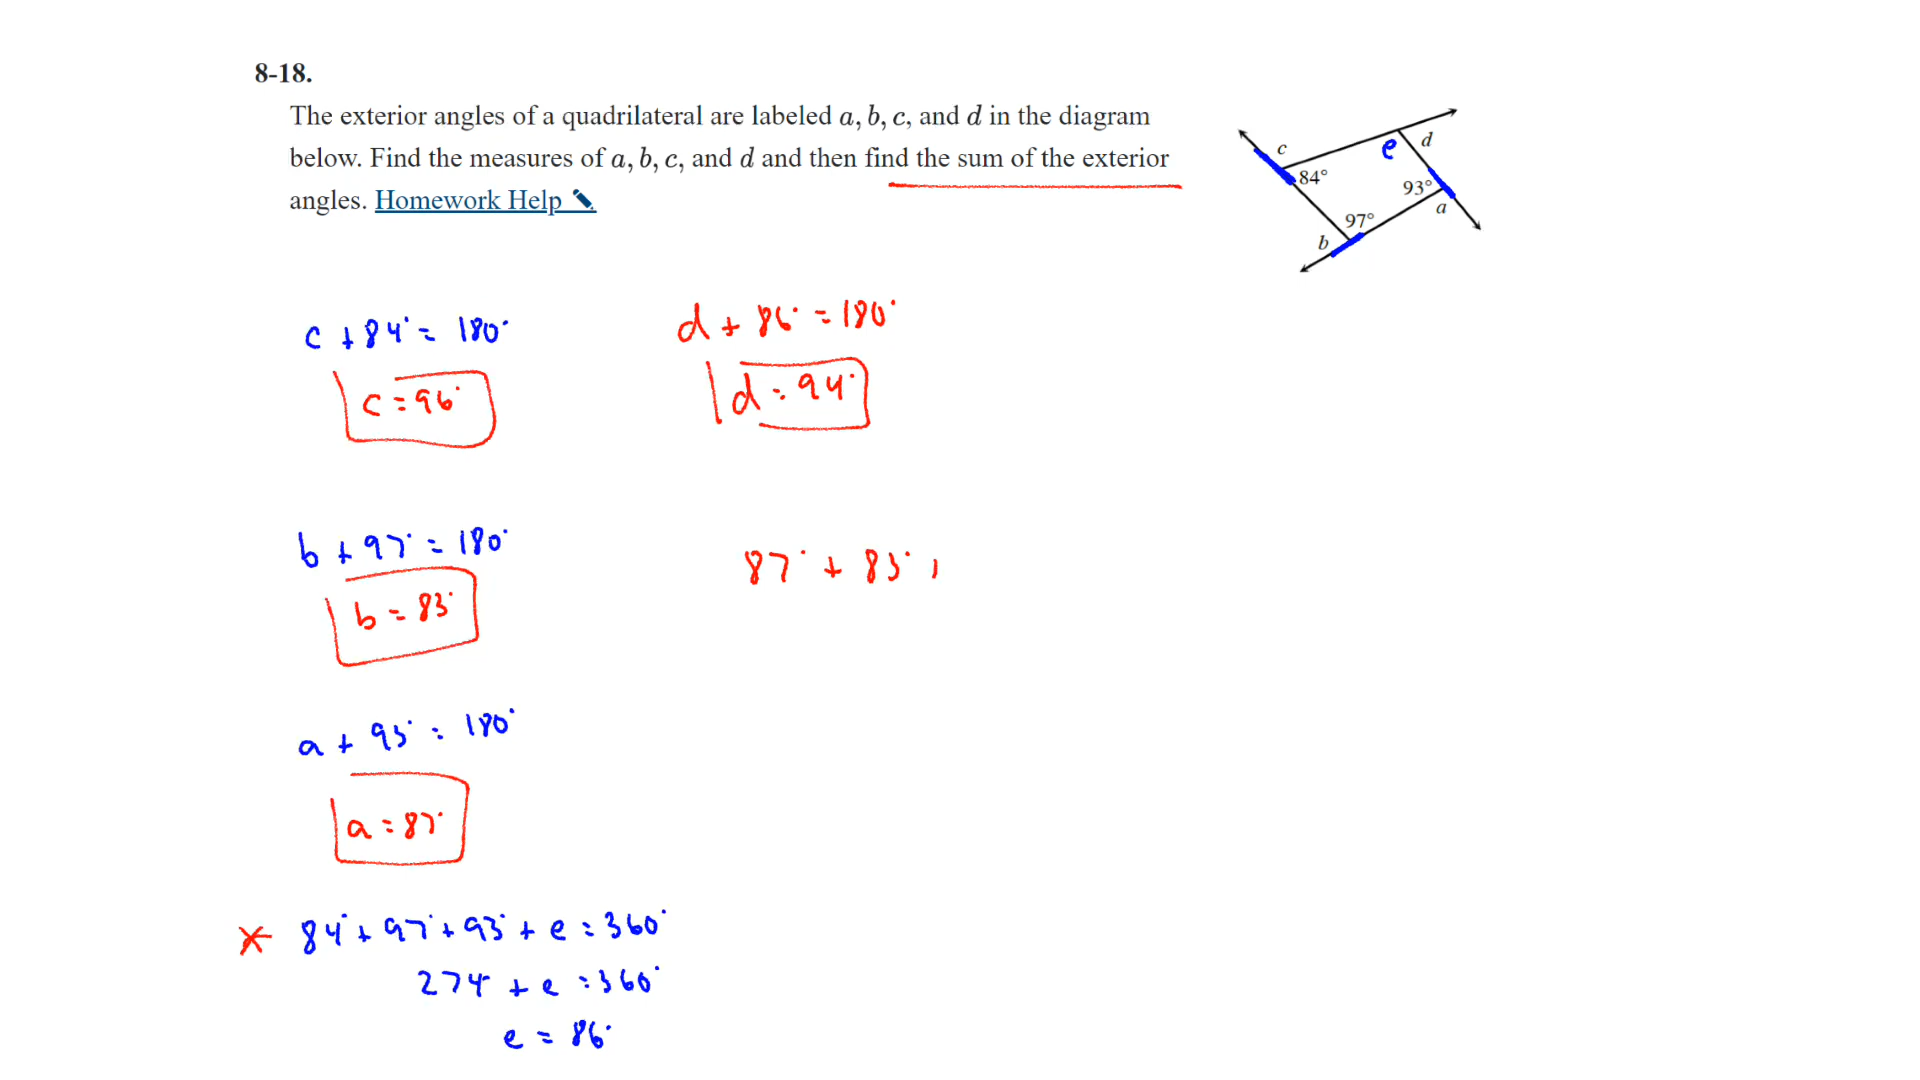 8-18.
The exterior angles of a quadrilateral are labeled a, b, c, and d in the diagram
below. Find the measures of a, b, c, and d and then find the sum of the exterior
angles. Homework Help
c
e
d
84°
93°
a
97°
b
c + 84° = 180°
c = 96°
d + 86° = 180°
d = 94°
b + 97° = 180°
b = 83°
87° + 83°
a + 93° = 180°
a = 87°
84° + 97° + 93° + e = 360°
274° + e = 360°
e = 86°